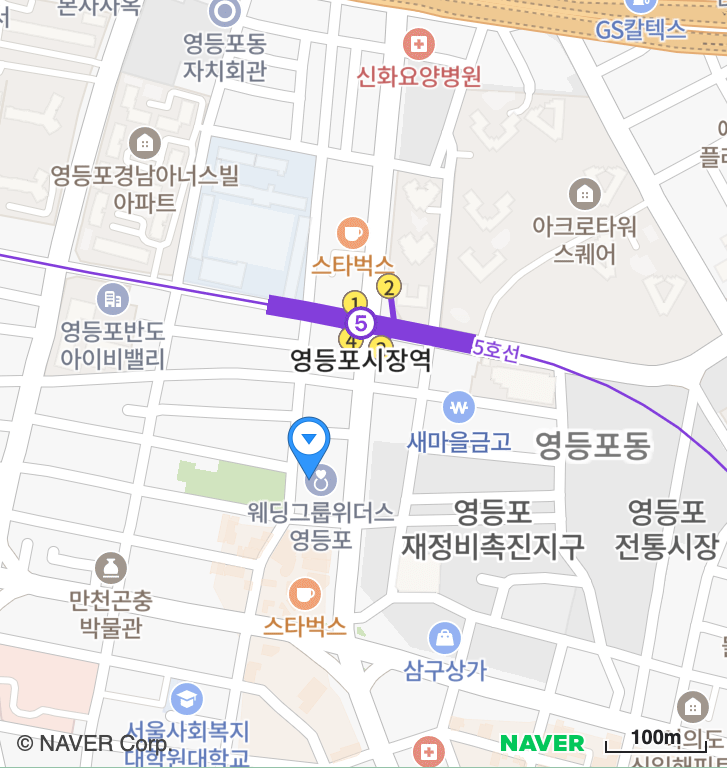 본사사옥
GS칼텍스
영등포동
자치회관
신화요양병원
영등포경남아너스빌
아파트
아크로타워
스퀘어
스타벅스
2
1
5
4
5호선
영등포반도
아이비밸리
영등포시장역
새마을금고
영등포동
웨딩그룹위더스
영등포
영등포
재정비촉진지구
영등포
전통시장
만천곤충
박물관
스타벅스
삼구상가
서울사회복지
대학원대학교
© NAVER Corp.
NAVER
100m